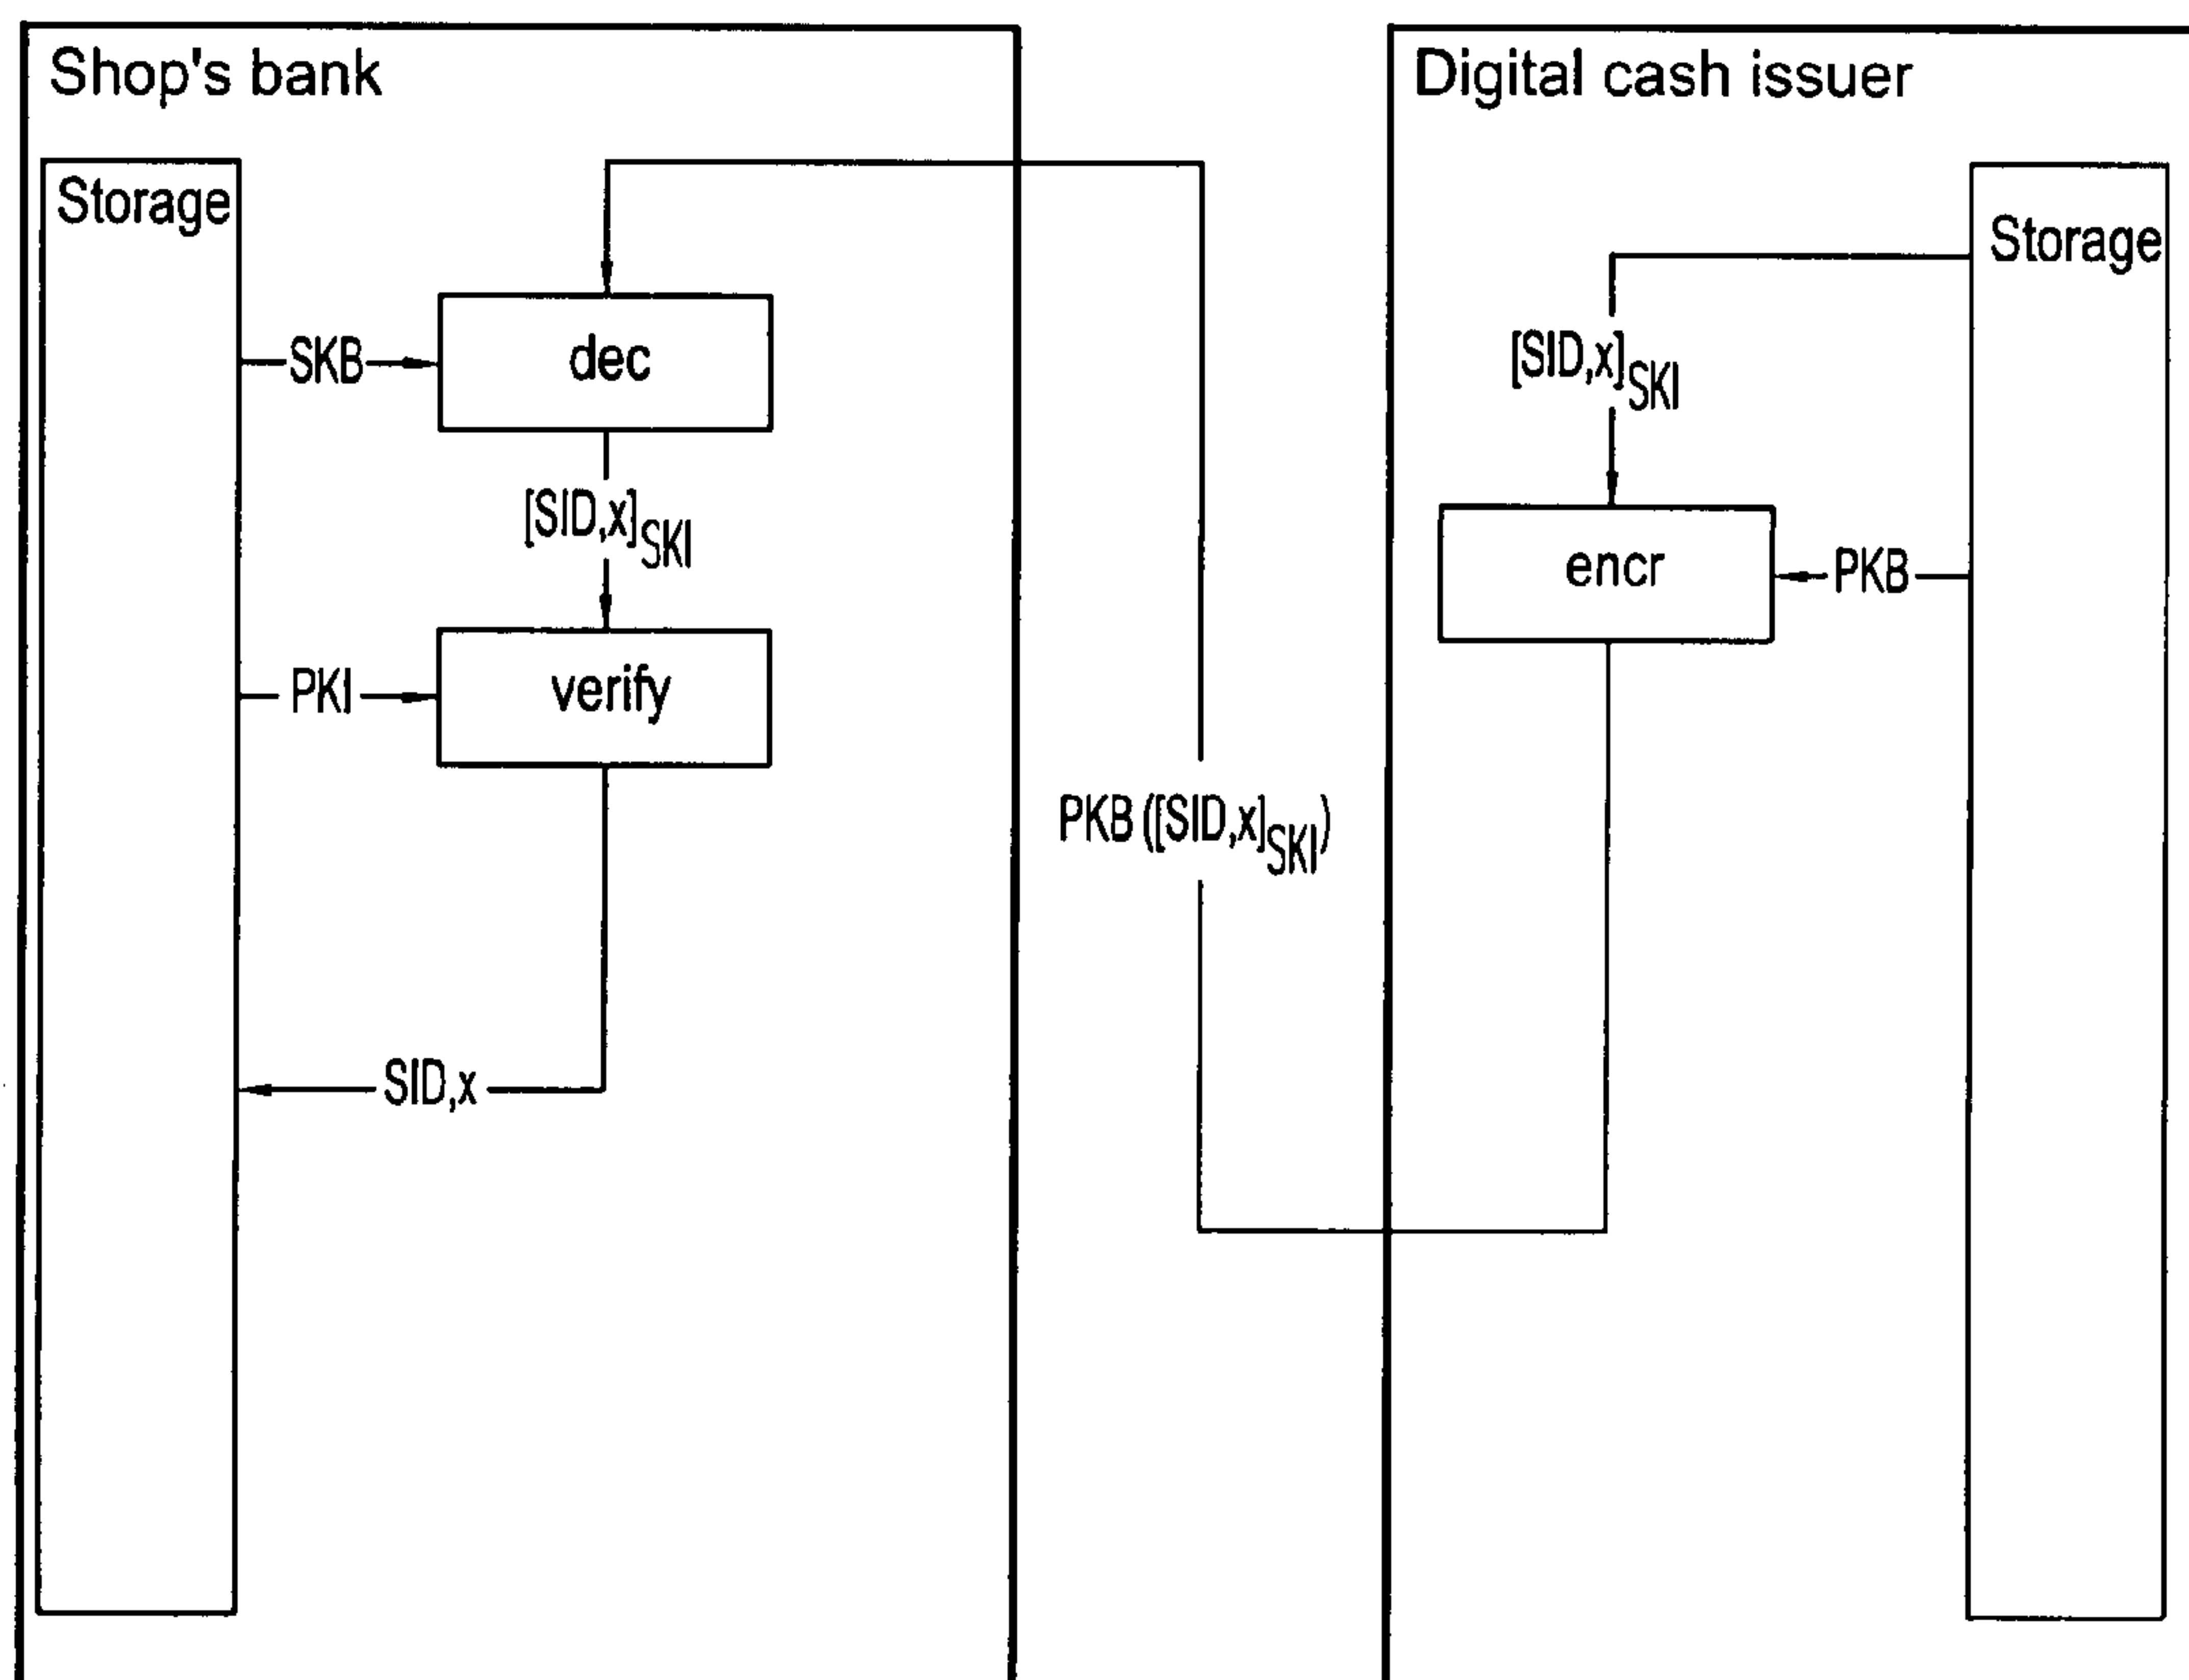 Shop's bank
Storage
SKB
dec
[SID,x]SKI
PKI
verify
SID,x
PKB ([SID,x]SKI)
Digital cash issuer
Storage
[SID,x]SKI
encr
PKB